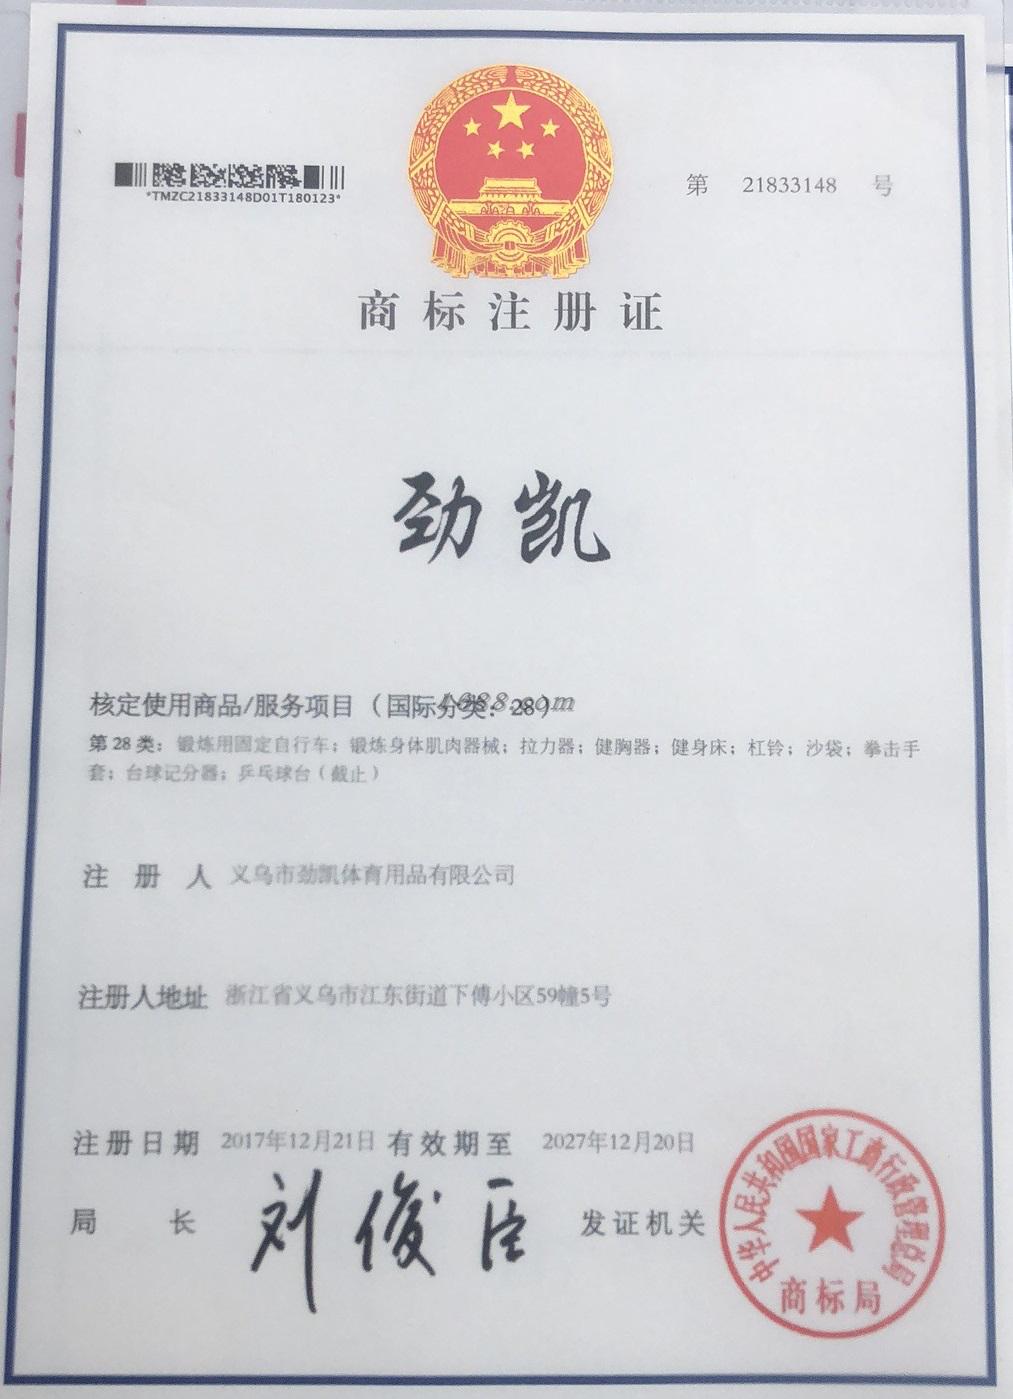 *TMZC21833148D01T180123*
第 21833148 号
商标注册证
劲凯
核定使用商品/服务项目（国际分类：28）
1688.com
第 28 类：锻炼用固定自行车；锻炼身体肌肉器械；拉力器；健胸器；健身床；杠铃；沙袋；拳击手
套；台球记分器；乒乓球台（截止）
注册人 义乌市劲凯体育用品有限公司
注册人地址 浙江省义乌市江东街道下傅小区59幢5号
注册日期 2017年12月21日 有效期至 2027年12月20日
局长 刘俊臣 发证机关
中华人民共和国国家工商行政管理总局
商标局